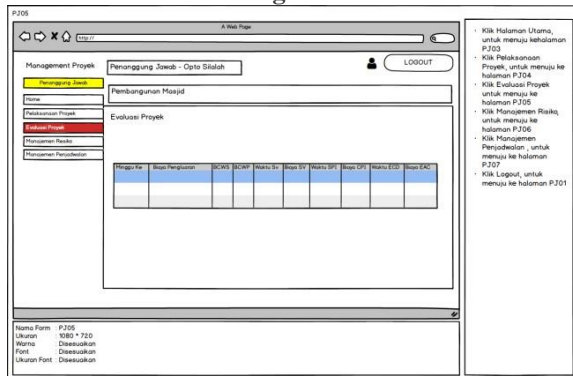 PJ05
A Web Page
http://
Management Proyek
Penanggung Jawab - Opto Silalah
LOGOUT
Penanggung Jawab
Home
Pelaksanaan Proyek
Evaluasi Proyek
Manajemen Resiko
Manajemen Penjadwalan
Pembangunan Masjid
Evaluasi Proyek
Minggu Ke Biaya Pengluaran BCWS BCWP Waktu Sv Biaya SV Waktu SPI Biaya CPI Waktu ECD Biaya EAC
Klik Halaman Utama,
untuk menuju kehalaman
PJ03
Klik Pelaksanaan
Proyek, untuk menuju ke
halaman PJ04
Klik Evaluasi Proyek
untuk menuju ke
halaman PJ05
Klik Manajemen Risiko,
untuk menuju ke
halaman PJ06
Klik Manajemen
Penjadwalan , untuk
menuju ke halaman
PJ07
Klik Logout, untuk
menuju ke halaman PJ01
Nama Form : PJ05
Ukuran : 1080 * 720
Warna : Disesuaikan
Font : Disesuaikan
Ukuran Font : Disesuaikan